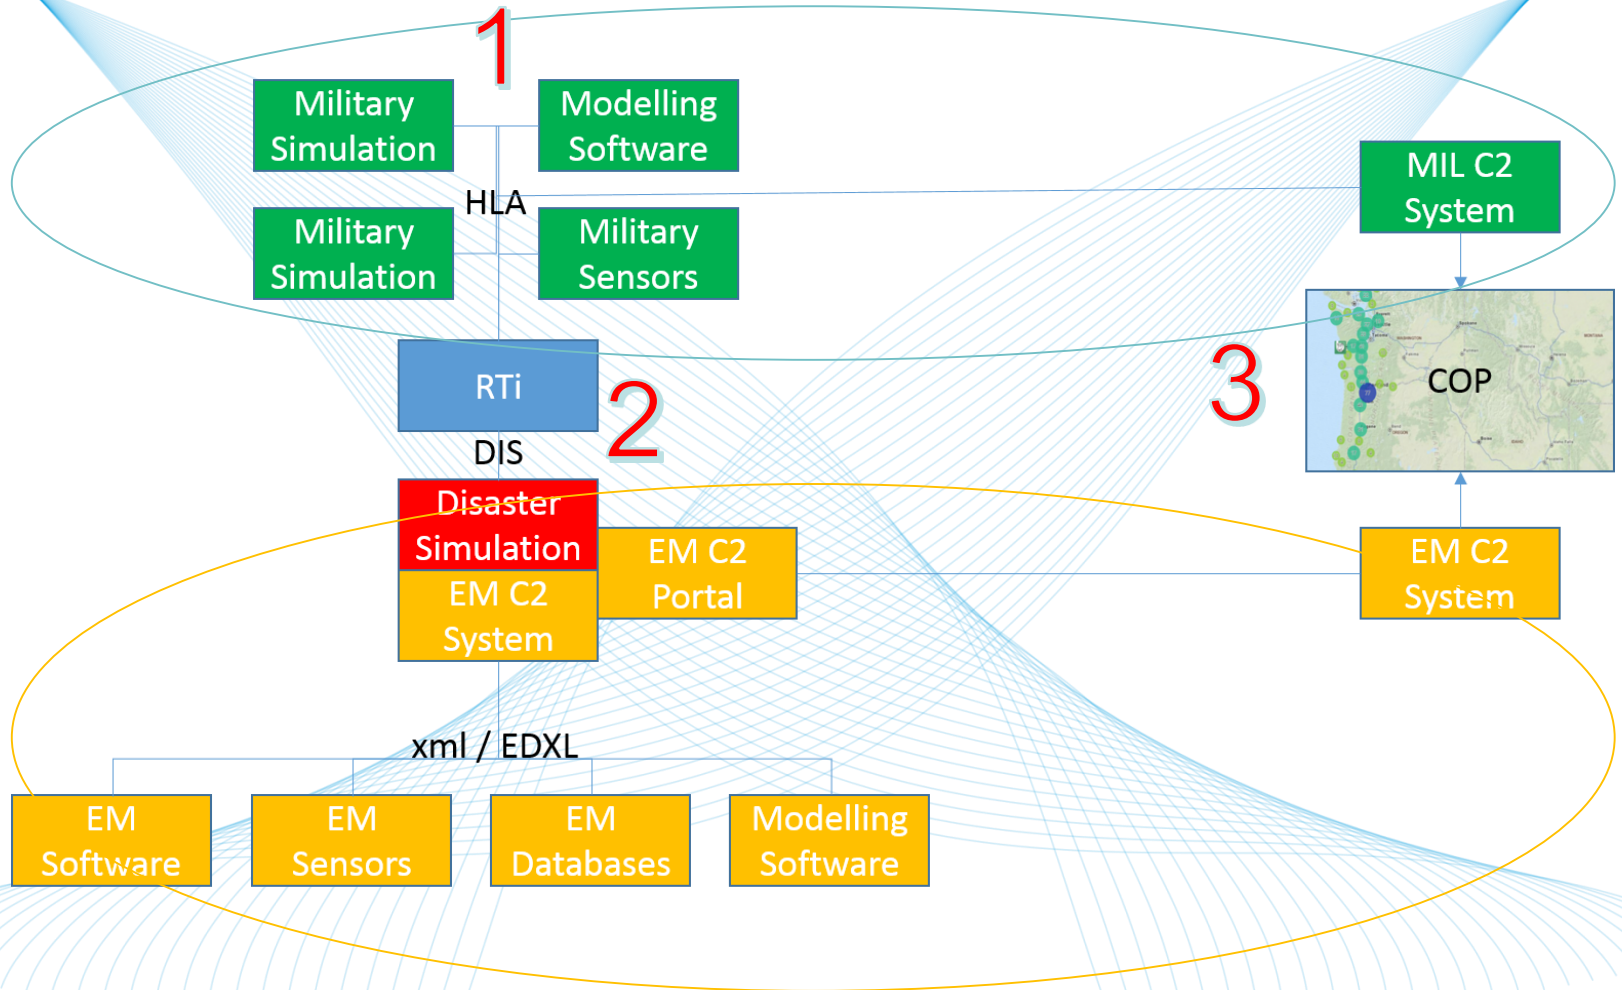 1
Military
Simulation
Modelling
Software
MIL C2
System
HLA
Military
Simulation
Military
Sensors
RTi
2
3
COP
DIS
Disaster
Simulation
EM C2
Portal
EM C2
System
EM C2
System
xml / EDXL
EM
Software
EM
Sensors
EM
Databases
Modelling
Software